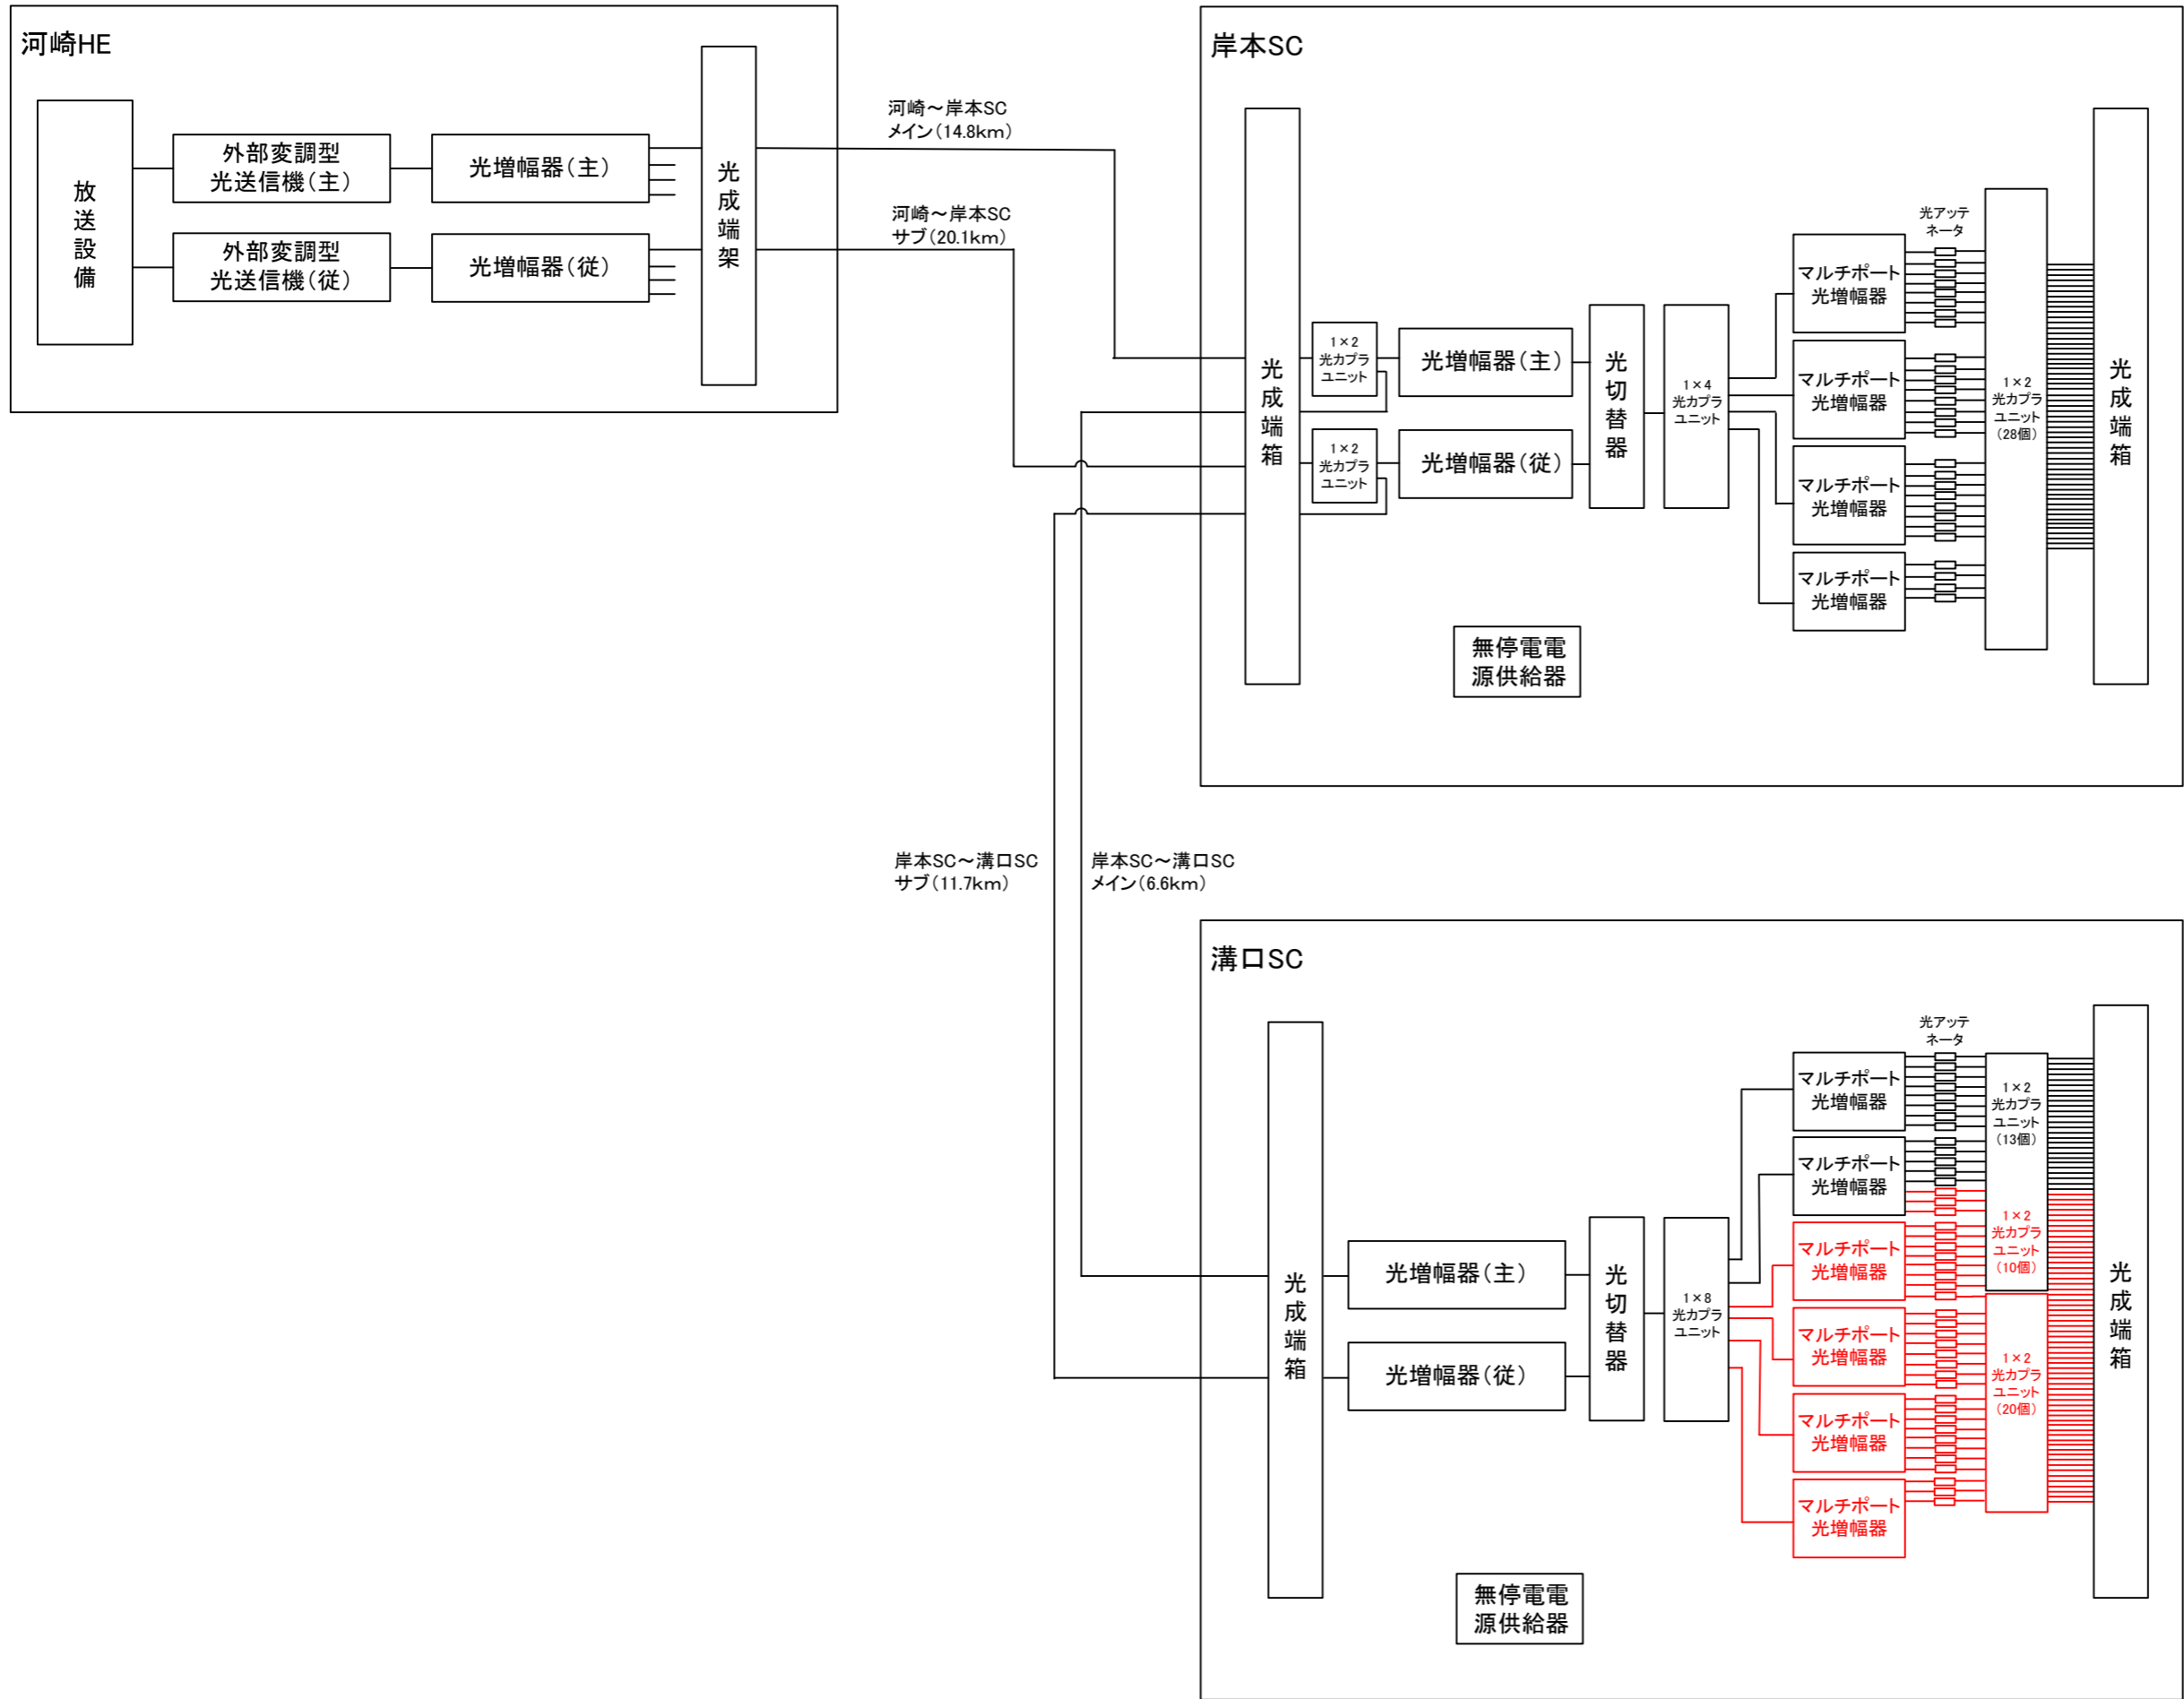 河崎HE
放送設備
外部変調型
光送信機(主)
光増幅器(主)
外部変調型
光送信機(従)
光増幅器(従)
光成端架
河崎～岸本SC
メイン(14.8km)
河崎～岸本SC
サブ(20.1km)
岸本SC
光成端箱
1×2
光カプラ
ユニット
光増幅器(主)
1×2
光カプラ
ユニット
光増幅器(従)
光切替器
1×4
光カプラ
ユニット
マルチポート
光増幅器
マルチポート
光増幅器
マルチポート
光増幅器
マルチポート
光増幅器
光アッテ
ネータ
1×2
光カプラ
ユニット
(28個)
光成端箱
無停電電
源供給器
岸本SC～溝口SC
サブ(11.7km)
岸本SC～溝口SC
メイン(6.6km)
溝口SC
光成端箱
光増幅器(主)
光増幅器(従)
光切替器
1×8
光カプラ
ユニット
マルチポート
光増幅器
マルチポート
光増幅器
マルチポート
光増幅器
マルチポート
光増幅器
マルチポート
光増幅器
マルチポート
光増幅器
光アッテ
ネータ
1×2
光カプラ
ユニット
(13個)
1×2
光カプラ
ユニット
(10個)
1×2
光カプラ
ユニット
(20個)
光成端箱
無停電電
源供給器